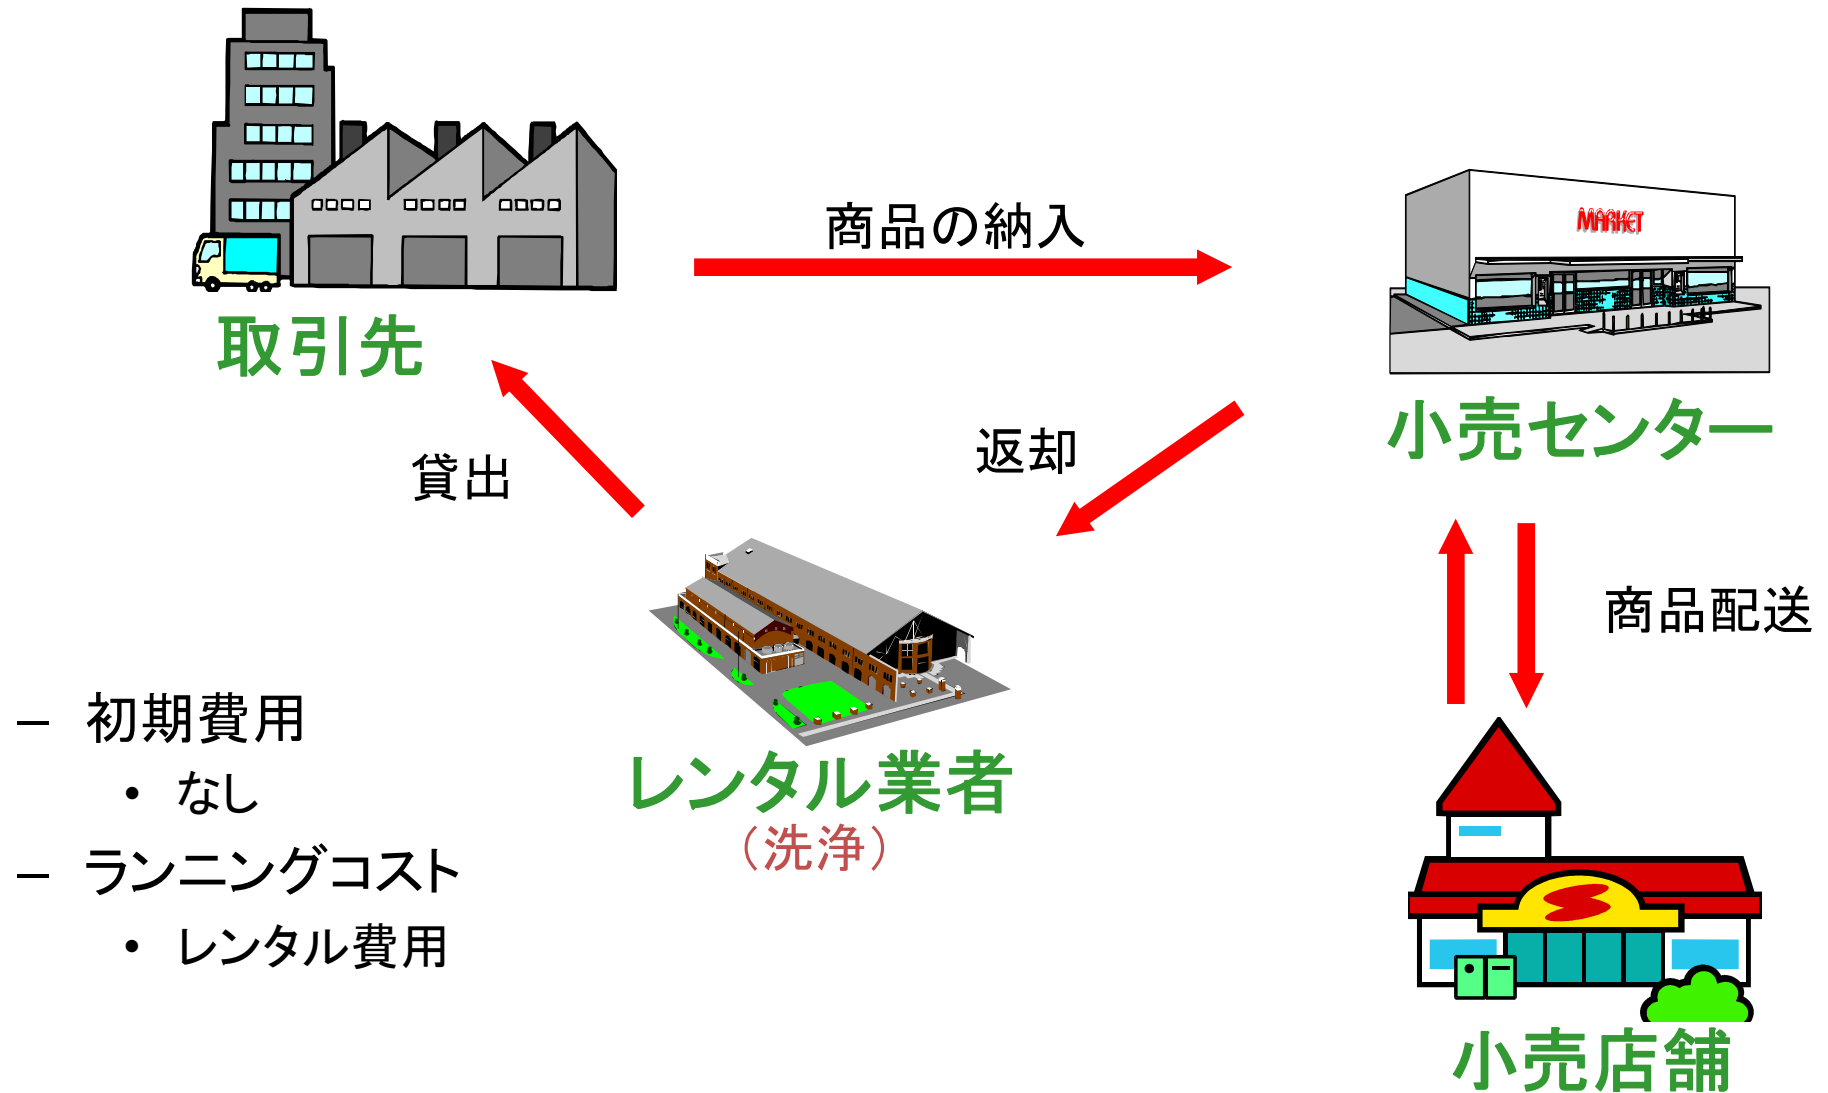 商品の納入
MARKET
取引先
小売センター
返却
貸出
商品配送
– 初期費用
• なし
– ランニングコスト
• レンタル費用
レンタル業者
（洗浄）
小売店舗